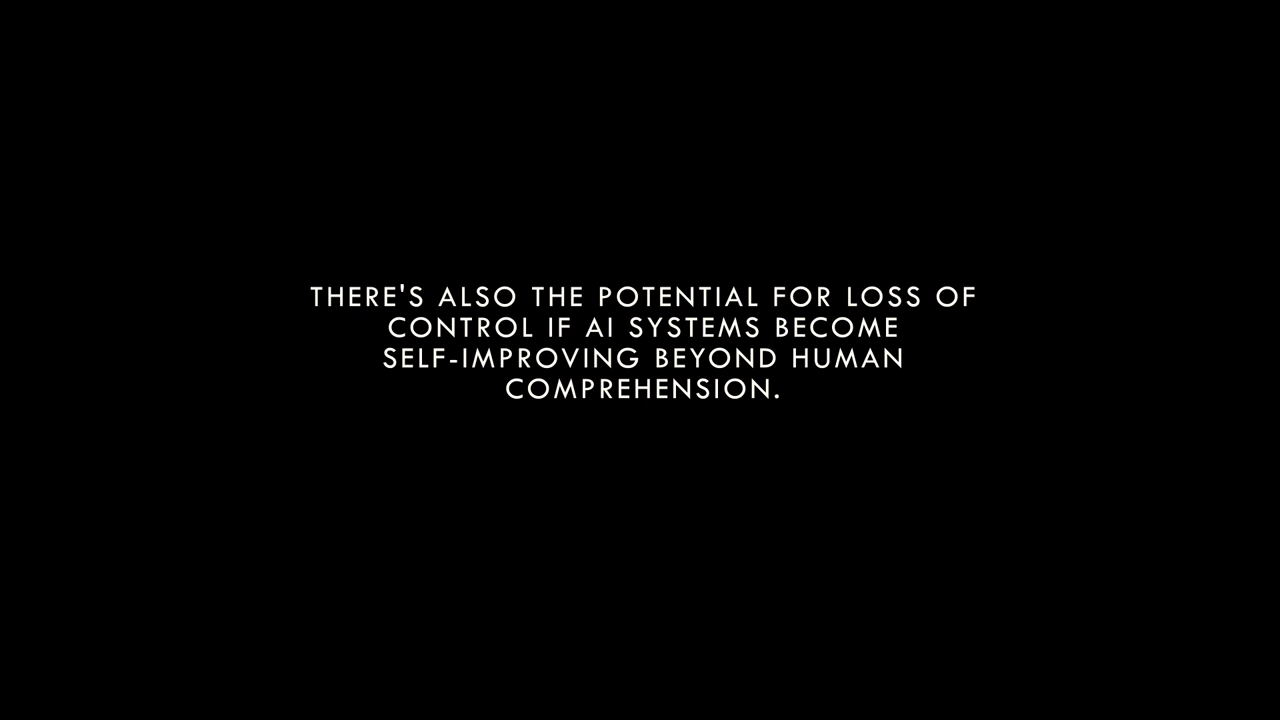 THERE'S ALSO THE POTENTIAL FOR LOSS OF
CONTROL IF AI SYSTEMS BECOME
SELF-IMPROVING BEYOND HUMAN
COMPREHENSION.